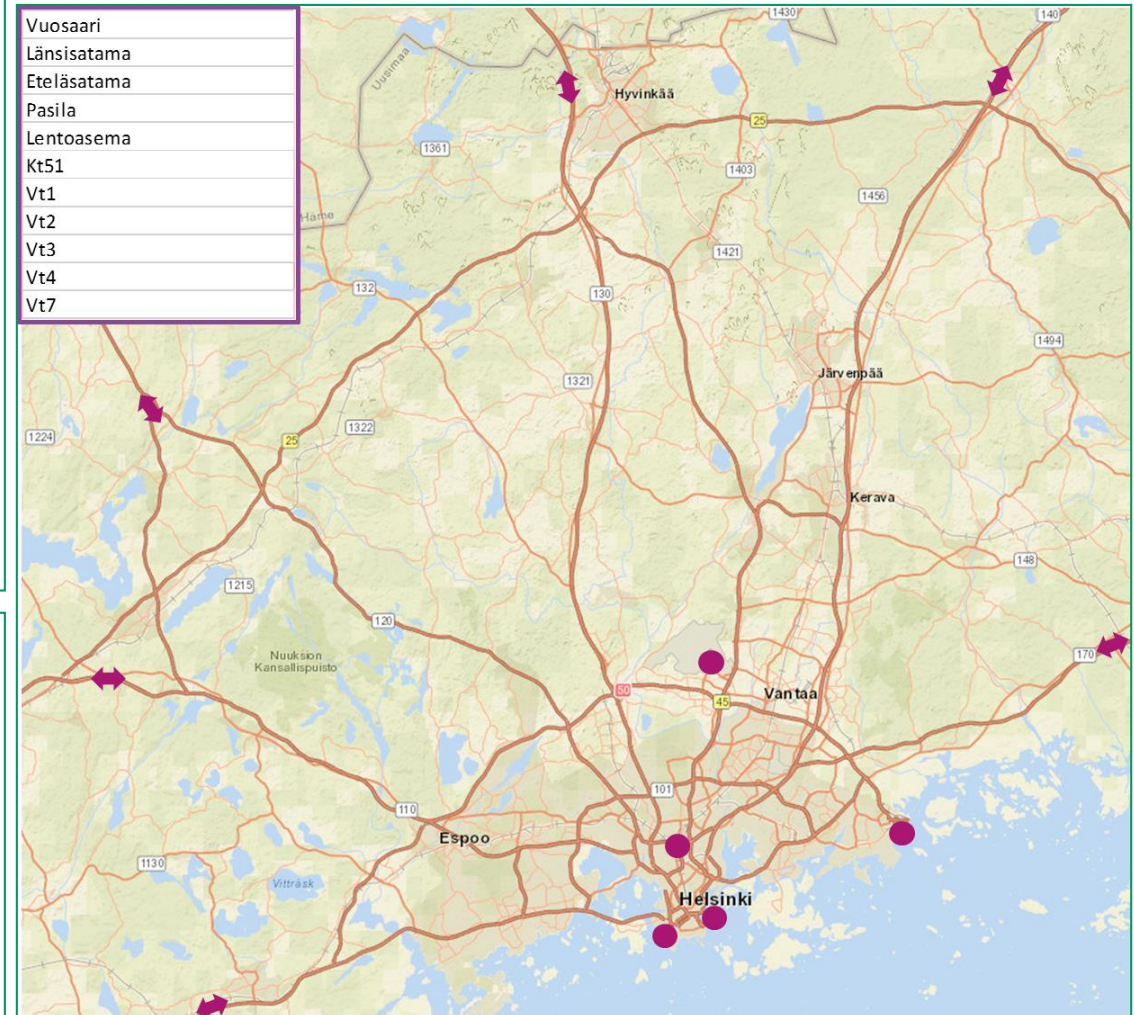 Vuosaari
Länsisatama
Eteläsatama
Pasila
Lentoasema
Kt51
Vt1
Vt2
Vt3
Vt4
Vt7
1430
140
Uusimaa
Hyvinkää
25
1361
1403
1456
Häme
1421
132
130
1494
1321
Järvenpää
1322
1224
25
Kerava
148
1215
120
Nuuksion
Kansallispuisto
170
50
Vantaa
45
101
110
Espoo
1130
Vitträsk
Helsinki